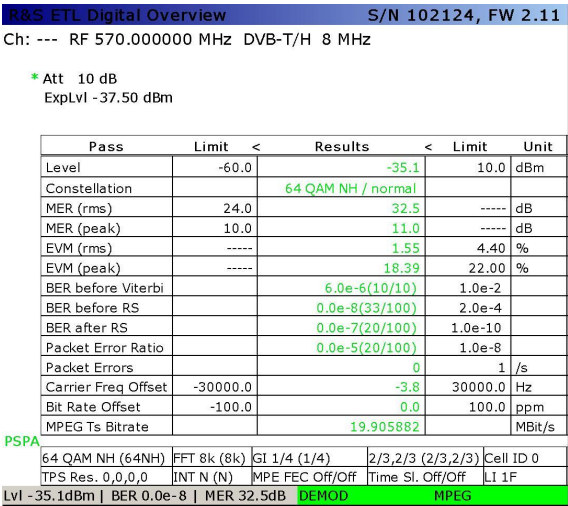 R&S ETL Digital Overview S/N 102124, FW 2.11
Ch: --- RF 570.000000 MHz DVB-T/H 8 MHz
* Att 10 dB
ExpLvl -37.50 dBm
Pass Limit < Results < Limit Unit
Level -60.0 -35.1 10.0 dBm
Constellation 64 QAM NH / normal
MER (rms) 24.0 32.5 ----- dB
MER (peak) 10.0 11.0 ----- dB
EVM (rms) ----- 1.55 4.40 %
EVM (peak) ----- 18.39 22.00 %
BER before Viterbi 6.0e-6(10/10) 1.0e-2
BER before RS 0.0e-8(33/100) 2.0e-4
BER after RS 0.0e-7(20/100) 1.0e-10
Packet Error Ratio 0.0e-5(20/100) 1.0e-8
Packet Errors 0 1 /s
Carrier Freq Offset -30000.0 -3.8 30000.0 Hz
Bit Rate Offset -100.0 0.0 100.0 ppm
MPEG Ts Bitrate 19.905882 MBit/s
PSPA
64 QAM NH (64NH) FFT 8k (8k) GI 1/4 (1/4) 2/3,2/3 (2/3,2/3) Cell ID 0
TPS Res. 0,0,0,0 INT N (N) MPE FEC Off/Off Time Sl. Off/Off LI 1F
Lvl -35.1dBm | BER 0.0e-8 | MER 32.5dB DEMOD MPEG